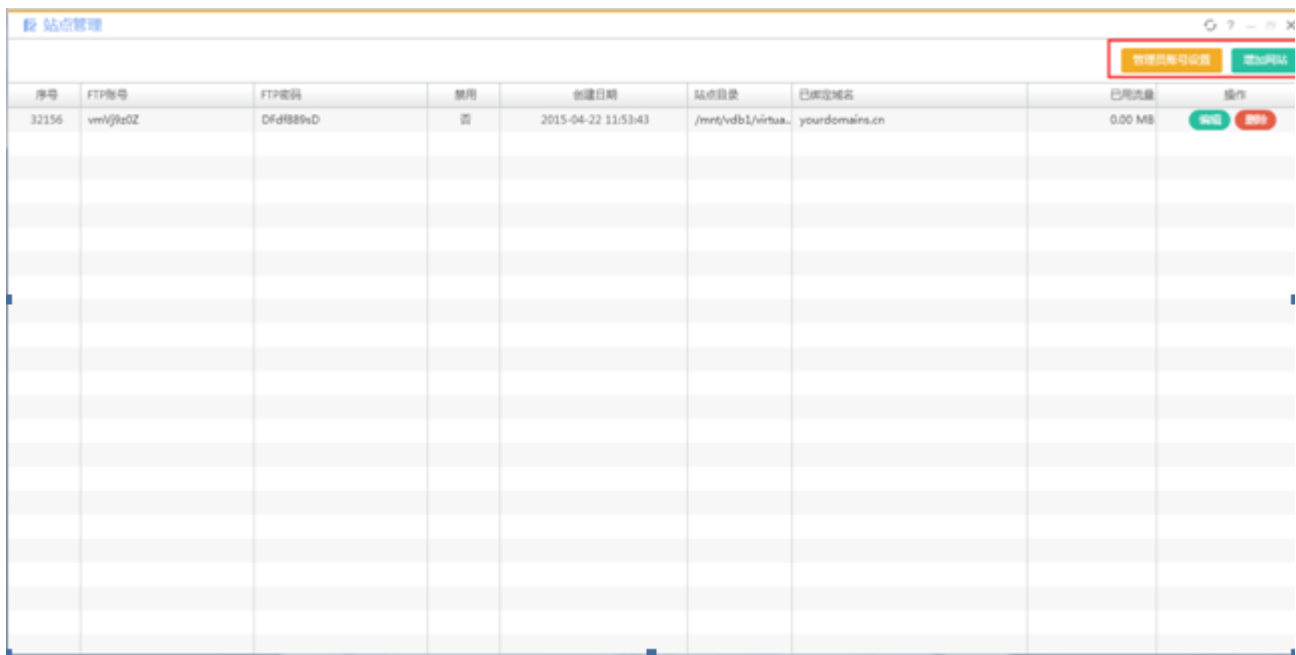 站点管理
管理员账号设置 增加网站
序号 FTP账号 FTP密码 禁用 创建日期 站点目录 已绑定域名 已用流量 操作
32156 否 2015-04-22 11:53:43 /mnt/vdb1/virtua.. yourdomains.cn 0.00 MB 编辑 删除